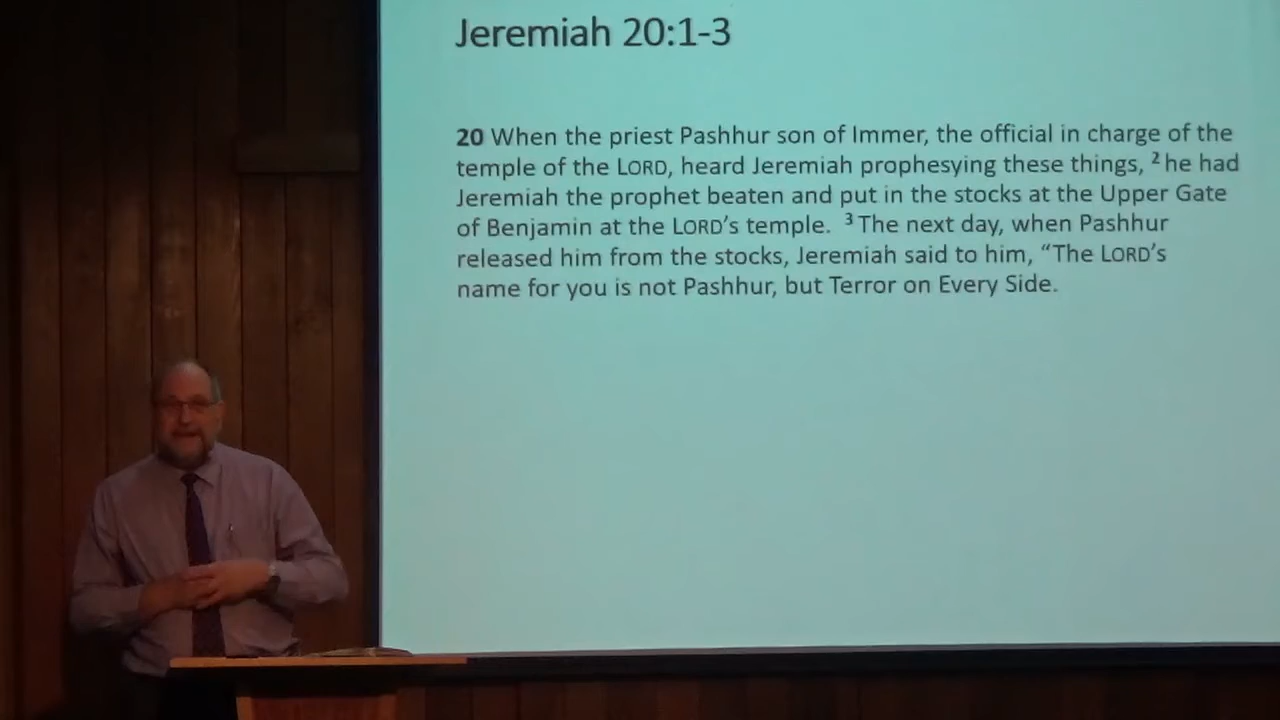 Jeremiah 20:1-3
20 When the priest Pashhur son of Immer, the official in charge of the
temple of the LORD, heard Jeremiah prophesying these things, 2 he had
Jeremiah the prophet beaten and put in the stocks at the Upper Gate
of Benjamin at the LORD’s temple. 3 The next day, when Pashhur
released him from the stocks, Jeremiah said to him, “The LORD’s
name for you is not Pashhur, but Terror on Every Side.